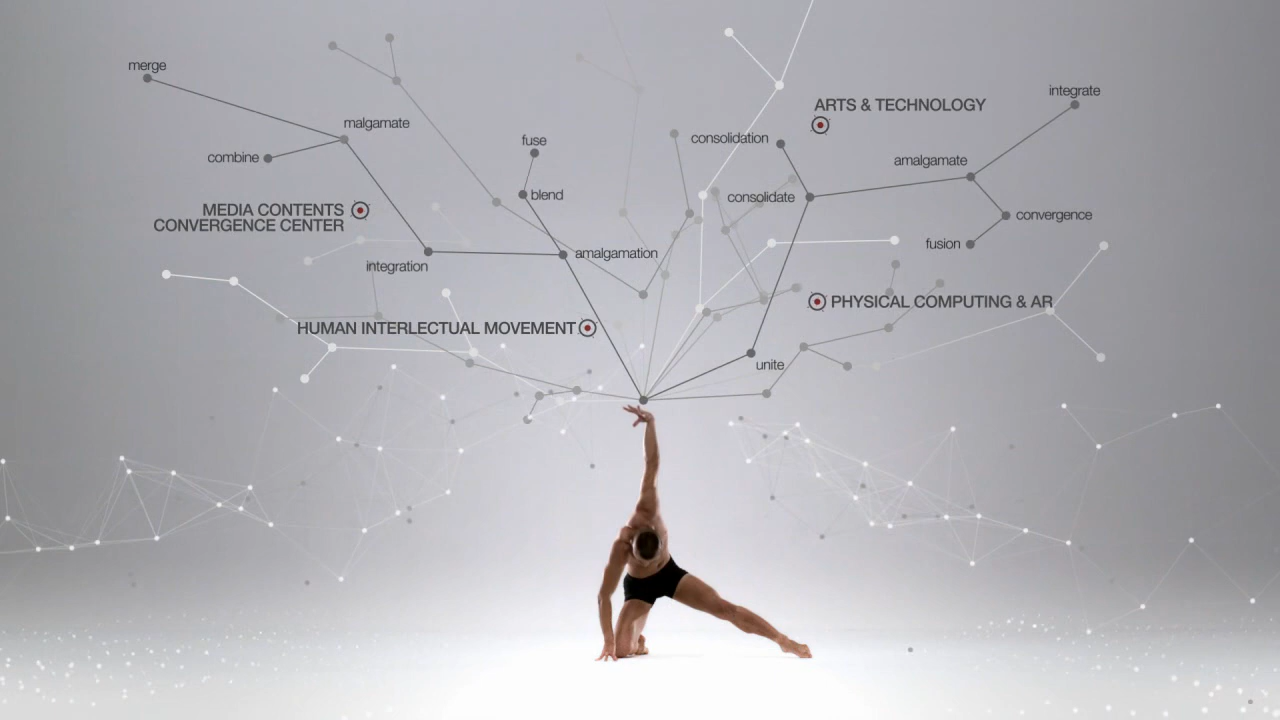 merge
malgamate
combine
MEDIA CONTENTS
CONVERGENCE CENTER
integration
fuse
blend
amalgamation
HUMAN INTERLECTUAL MOVEMENT
ARTS & TECHNOLOGY
consolidation
consolidate
integrate
amalgamate
convergence
fusion
PHYSICAL COMPUTING & AR
unite